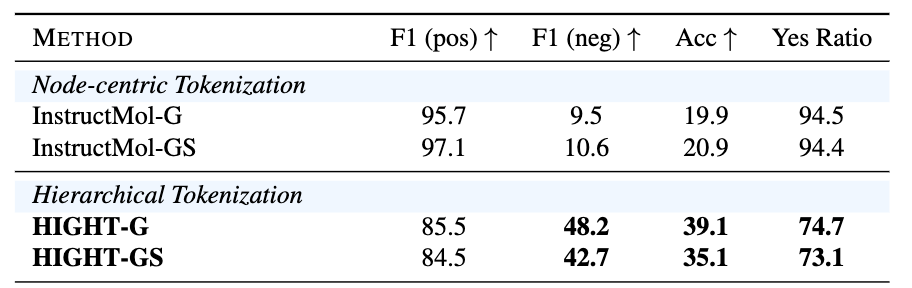 METHOD F1 (pos) ↑ F1 (neg) ↑ Acc ↑ Yes Ratio
Node-centric Tokenization
InstructMol-G 95.7 9.5 19.9 94.5
InstructMol-GS 97.1 10.6 20.9 94.4
Hierarchical Tokenization
HIGHT-G 85.5 48.2 39.1 74.7
HIGHT-GS 84.5 42.7 35.1 73.1